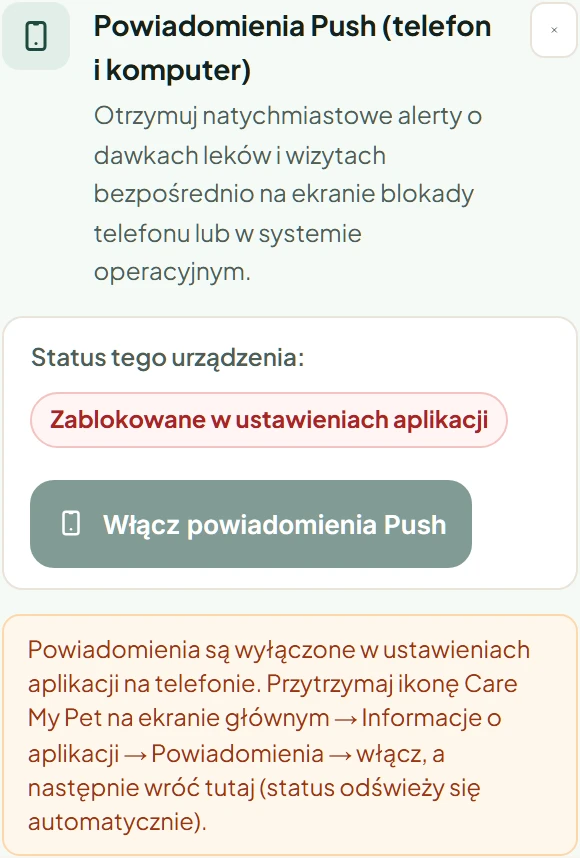 Powiadomienia Push (telefon
i komputer)
×
Otrzymuj natychmiastowe alerty o
dawkach leków i wizytach
bezpośrednio na ekranie blokady
telefonu lub w systemie
operacyjnym.
Status tego urządzenia:
Zablokowane w ustawieniach aplikacji
Włącz powiadomienia Push
Powiadomienia są wyłączone w ustawieniach
aplikacji na telefonie. Przytrzymaj ikonę Care
My Pet na ekranie głównym → Informacje o
aplikacji → Powiadomienia → włącz, a
następnie wróć tutaj (status odświeży się
automatycznie).